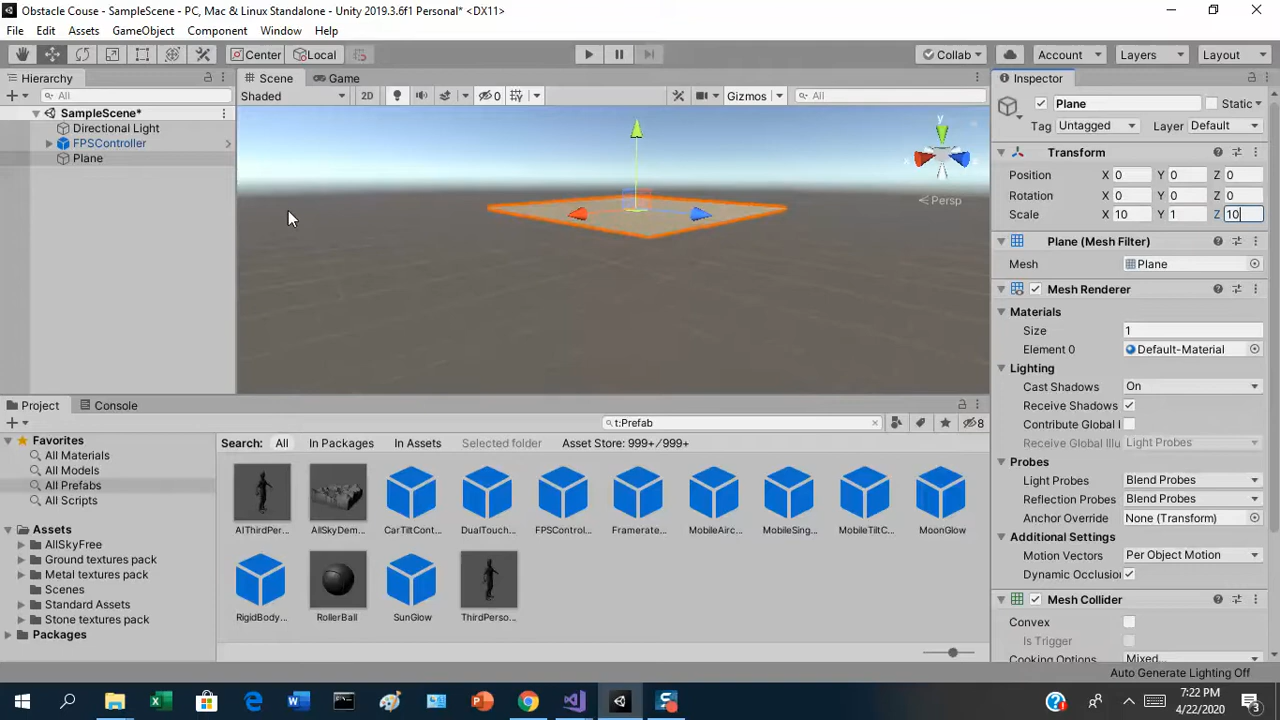 Obstacle Couse - SampleScene - PC, Mac & Linux Standalone - Unity 2019.3.6f1 Personal* <DX11>
File Edit Assets GameObject Component Window Help
Center Local Collab Account Layers Layout
Hierarchy
All
SampleScene*
Directional Light
FPSController
Plane
Scene Game
Shaded 2D 0 Gizmos All
y
x
Persp
Inspector
Plane Static
Tag Untagged Layer Default
Transform
Position X 0 Y 0 Z 0
Rotation X 0 Y 0 Z 0
Scale X 10 Y 1 Z 10
Plane (Mesh Filter)
Mesh Plane
Mesh Renderer
Materials
Size 1
Element 0 Default-Material
Lighting
Cast Shadows On
Receive Shadows
Contribute Global I
Receive Global Illu Light Probes
Probes
Light Probes Blend Probes
Reflection Probes Blend Probes
Anchor Override None (Transform)
Additional Settings
Motion Vectors Per Object Motion
Dynamic Occlusion
Mesh Collider
Convex
Is Trigger
Cooking Options Mixed...
Project Console
t:Prefab 8
Favorites
All Materials
All Models
All Prefabs
All Scripts
Assets
AllSkyFree
Ground textures pack
Metal textures pack
Scenes
Standard Assets
Stone textures pack
Packages
Search: All In Packages In Assets Selected folder Asset Store: 999+/999+
AIThirdPer... AllSkyDem... CarTiltCont... DualTouch... FPSControl... Framerate... MobileAirc... MobileSing... MobileTiltC... MoonGlow
RigidBody... RollerBall SunGlow ThirdPerso...
Auto Generate Lighting Off
7:22 PM
4/22/2020
3